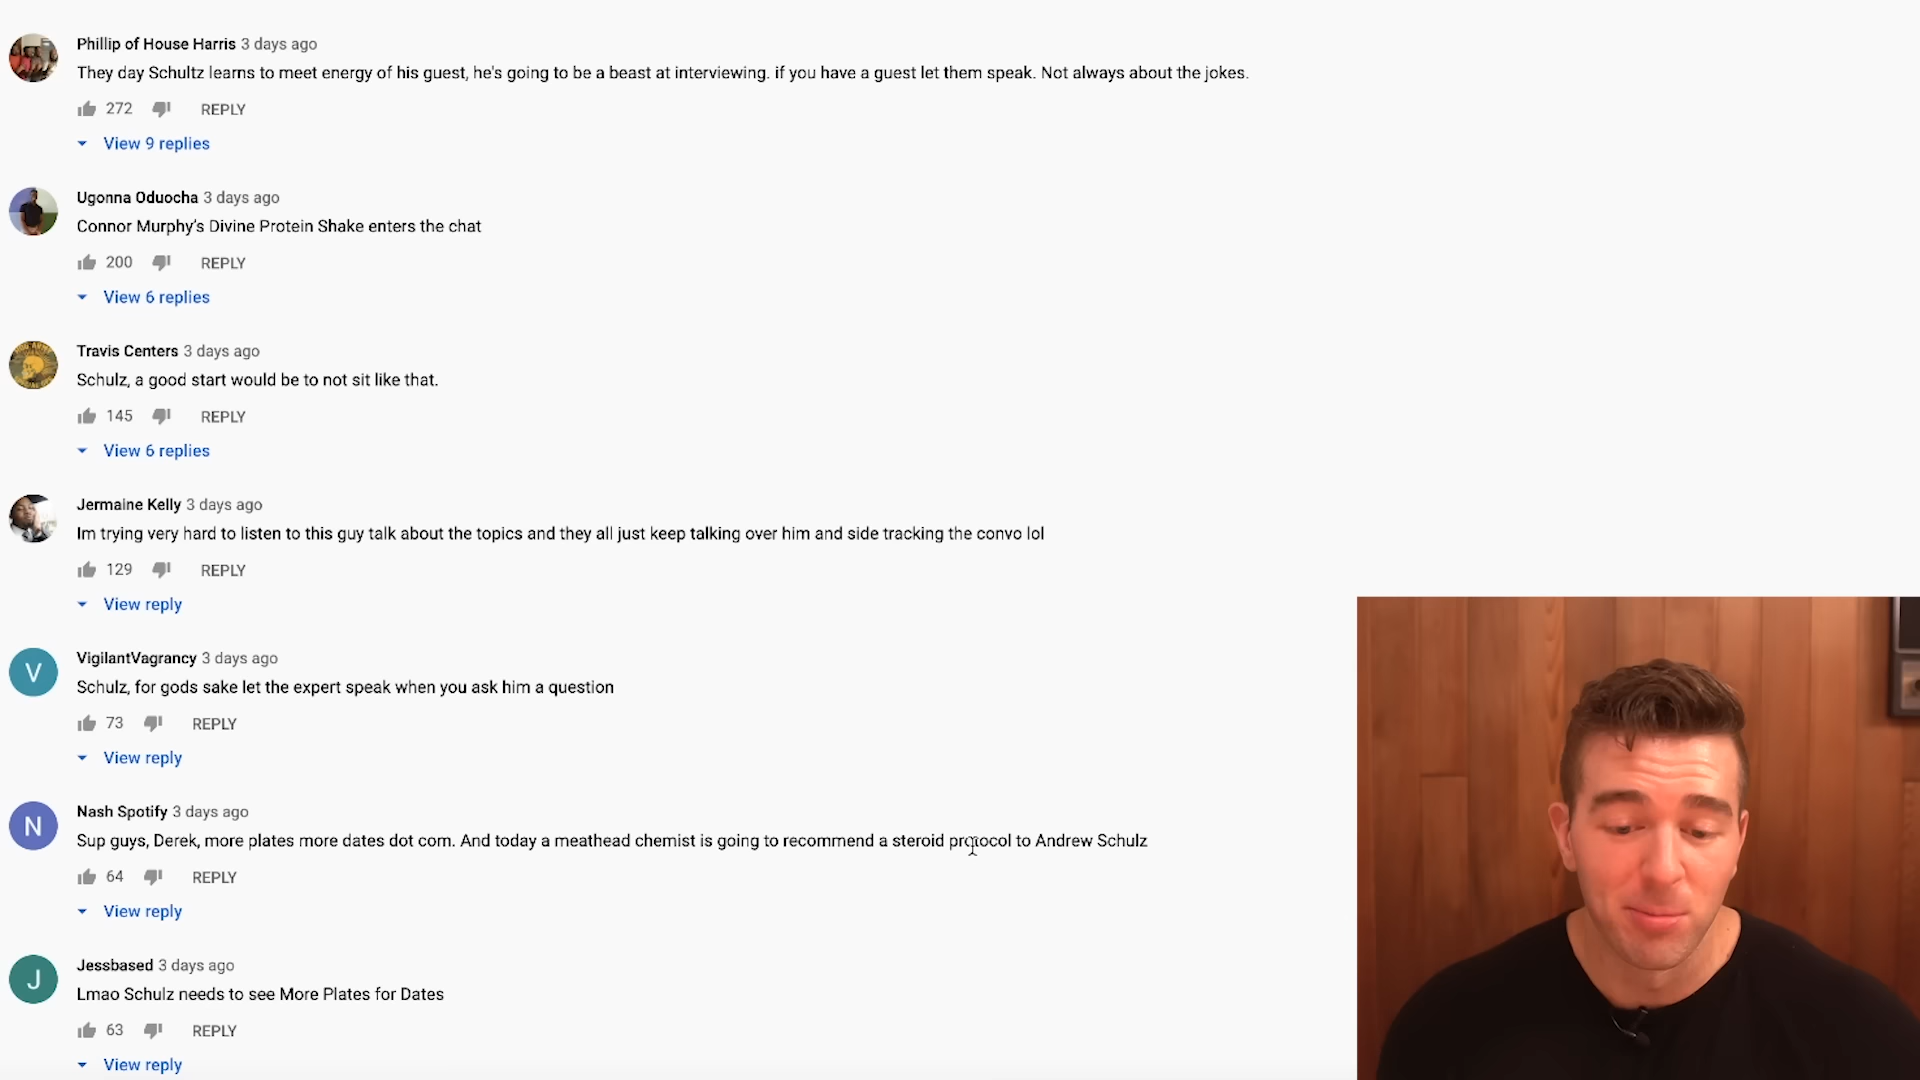 Phillip of House Harris 3 days ago
They day Schultz learns to meet energy of his guest, he's going to be a beast at interviewing. if you have a guest let them speak. Not always about the jokes.
272 REPLY
View 9 replies
Ugonna Oduocha 3 days ago
Connor Murphy's Divine Protein Shake enters the chat
200 REPLY
View 6 replies
Travis Centers 3 days ago
Schulz, a good start would be to not sit like that.
145 REPLY
View 6 replies
Jermaine Kelly 3 days ago
Im trying very hard to listen to this guy talk about the topics and they all just keep talking over him and side tracking the convo lol
129 REPLY
View reply
V
VigilantVagrancy 3 days ago
Schulz, for gods sake let the expert speak when you ask him a question
73 REPLY
View reply
N
Nash Spotify 3 days ago
Sup guys, Derek, more plates more dates dot com. And today a meathead chemist is going to recommend a steroid protocol to Andrew Schulz
64 REPLY
View reply
J
Jessbased 3 days ago
Lmao Schulz needs to see More Plates for Dates
63 REPLY
View reply